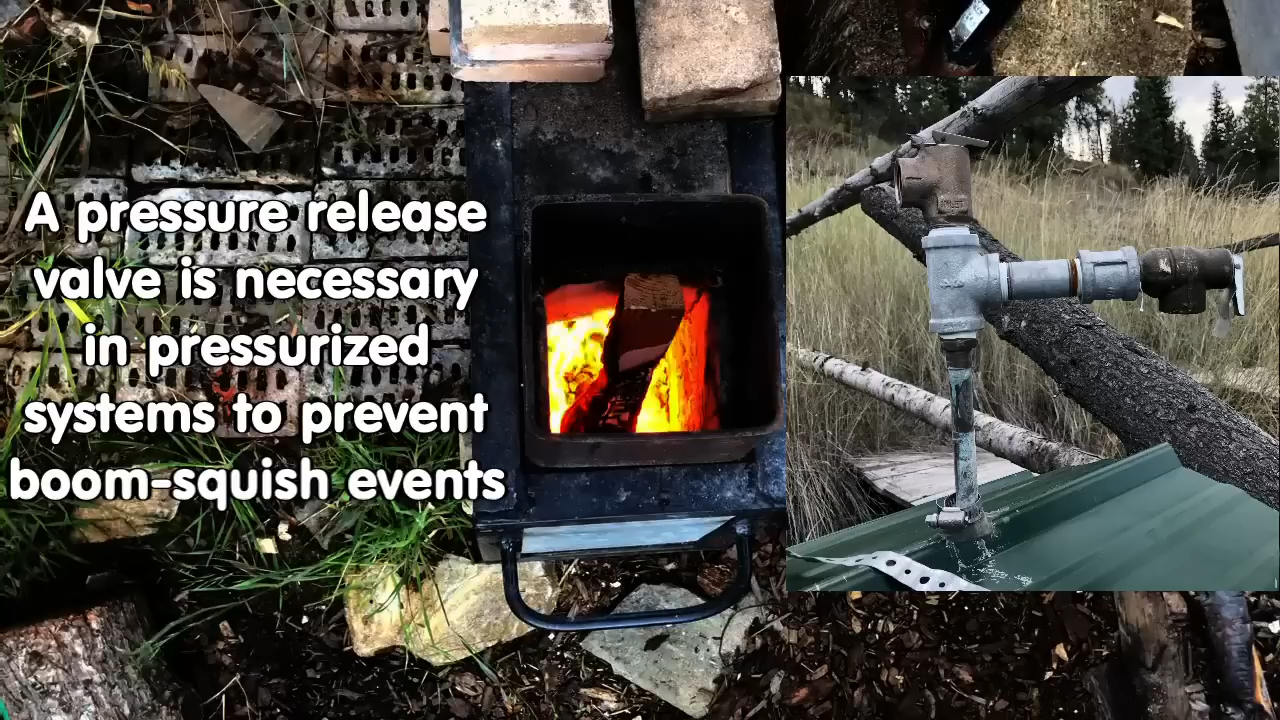 A pressure release
valve is necessary
in pressurized
systems to prevent
boom-squish events